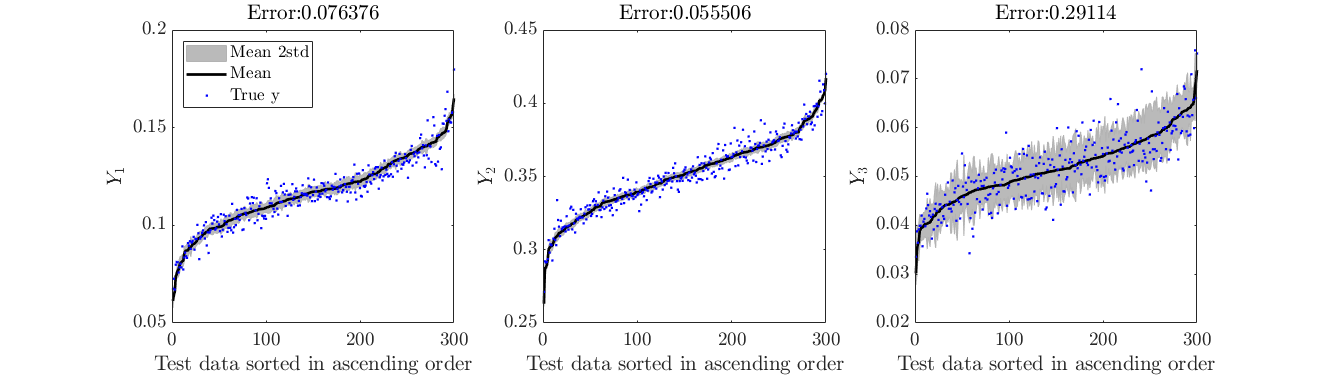 Error:0.076376
0.2
0.15
0.1
0.05
Y1
Mean 2std
Mean
True y
0 100 200 300
Test data sorted in ascending order
Error:0.055506
0.45
0.4
0.35
0.3
0.25
Y2
0 100 200 300
Test data sorted in ascending order
Error:0.29114
0.08
0.07
0.06
0.05
0.04
0.03
0.02
Y3
0 100 200 300
Test data sorted in ascending order